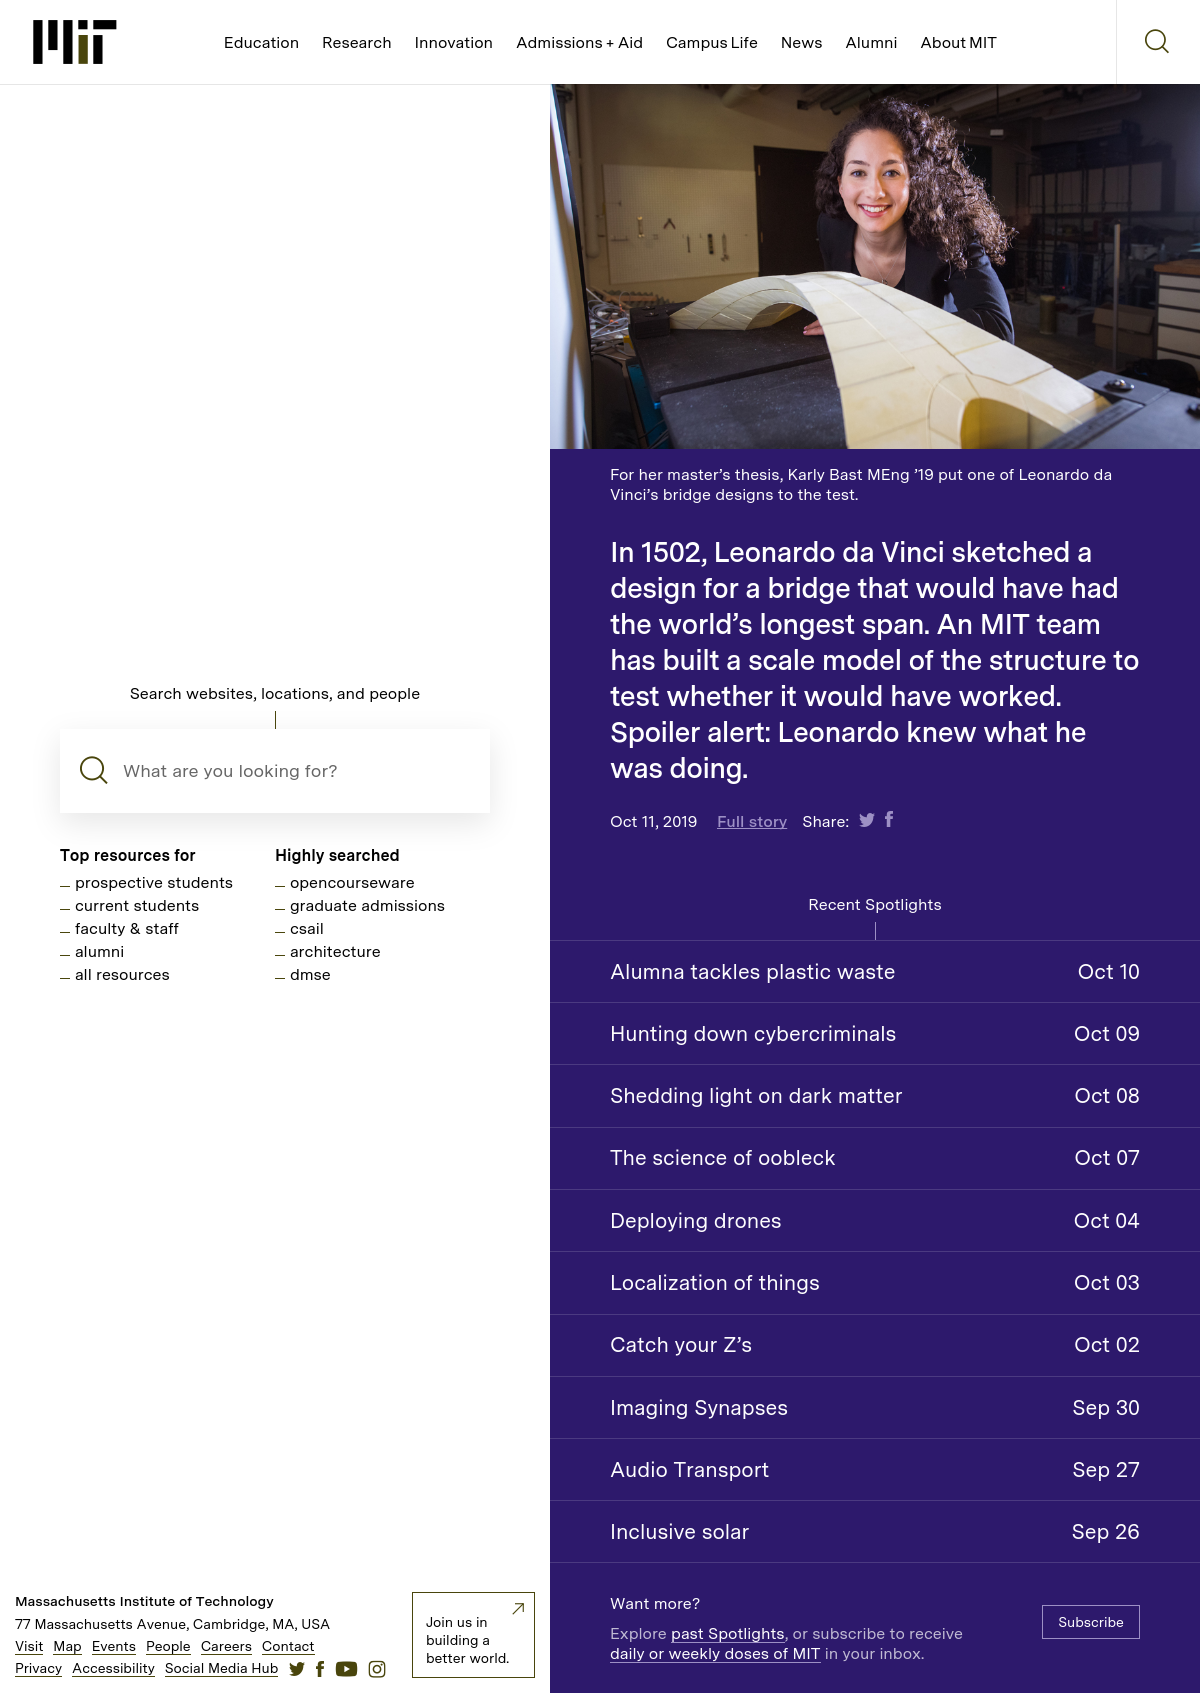 MIT
Education Research Innovation Admissions + Aid Campus Life News Alumni About MIT
Search websites, locations, and people
What are you looking for?
Top resources for
prospective students
current students
faculty & staff
alumni
all resources
Highly searched
opencourseware
graduate admissions
csail
architecture
dmse
For her master’s thesis, Karly Bast MEng ’19 put one of Leonardo da
Vinci’s bridge designs to the test.
In 1502, Leonardo da Vinci sketched a
design for a bridge that would have had
the world’s longest span. An MIT team
has built a scale model of the structure to
test whether it would have worked.
Spoiler alert: Leonardo knew what he
was doing.
Oct 11, 2019 Full story Share:
Recent Spotlights
Alumna tackles plastic waste Oct 10
Hunting down cybercriminals Oct 09
Shedding light on dark matter Oct 08
The science of oobleck Oct 07
Deploying drones Oct 04
Localization of things Oct 03
Catch your Z’s Oct 02
Imaging Synapses Sep 30
Audio Transport Sep 27
Inclusive solar Sep 26
Want more?
Explore past Spotlights, or subscribe to receive
daily or weekly doses of MIT in your inbox.
Subscribe
Massachusetts Institute of Technology
77 Massachusetts Avenue, Cambridge, MA, USA
Visit Map Events People Careers Contact
Privacy Accessibility Social Media Hub
Join us in
building a
better world.